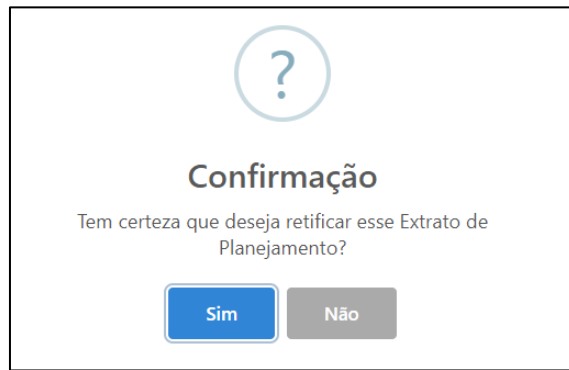 ?
Confirmação
Tem certeza que deseja retificar esse Extrato de
Planejamento?
Sim
Não